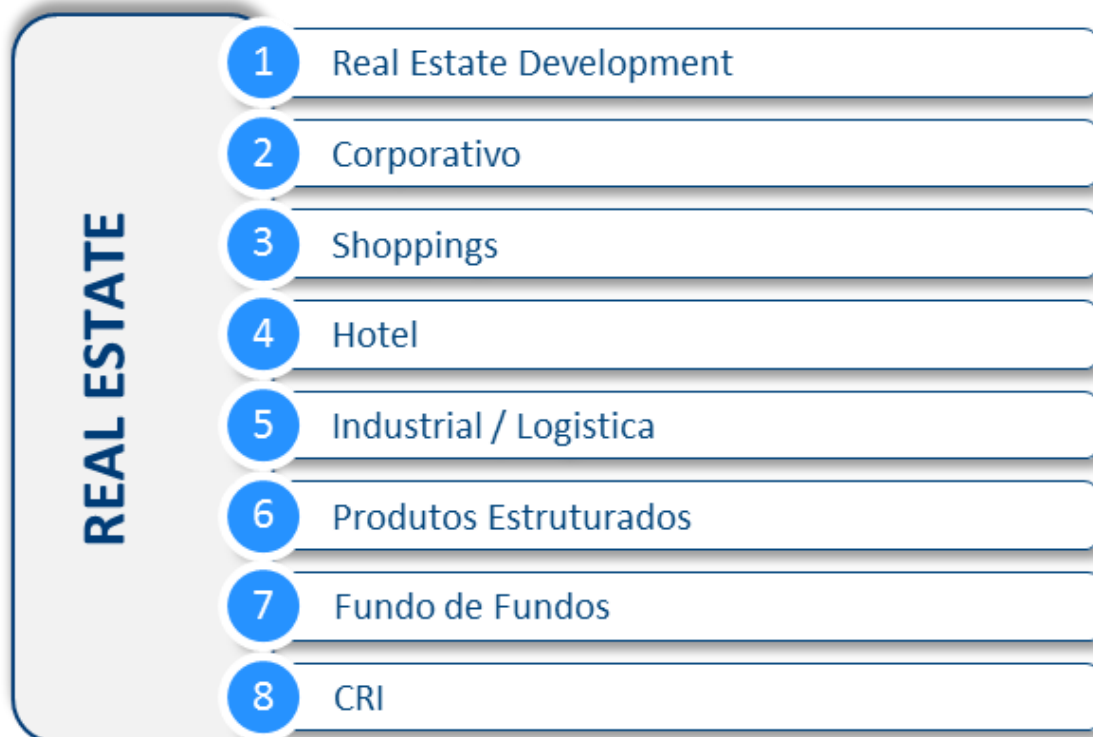 REAL ESTATE
1 Real Estate Development
2 Corporativo
3 Shoppings
4 Hotel
5 Industrial / Logistica
6 Produtos Estruturados
7 Fundo de Fundos
8 CRI